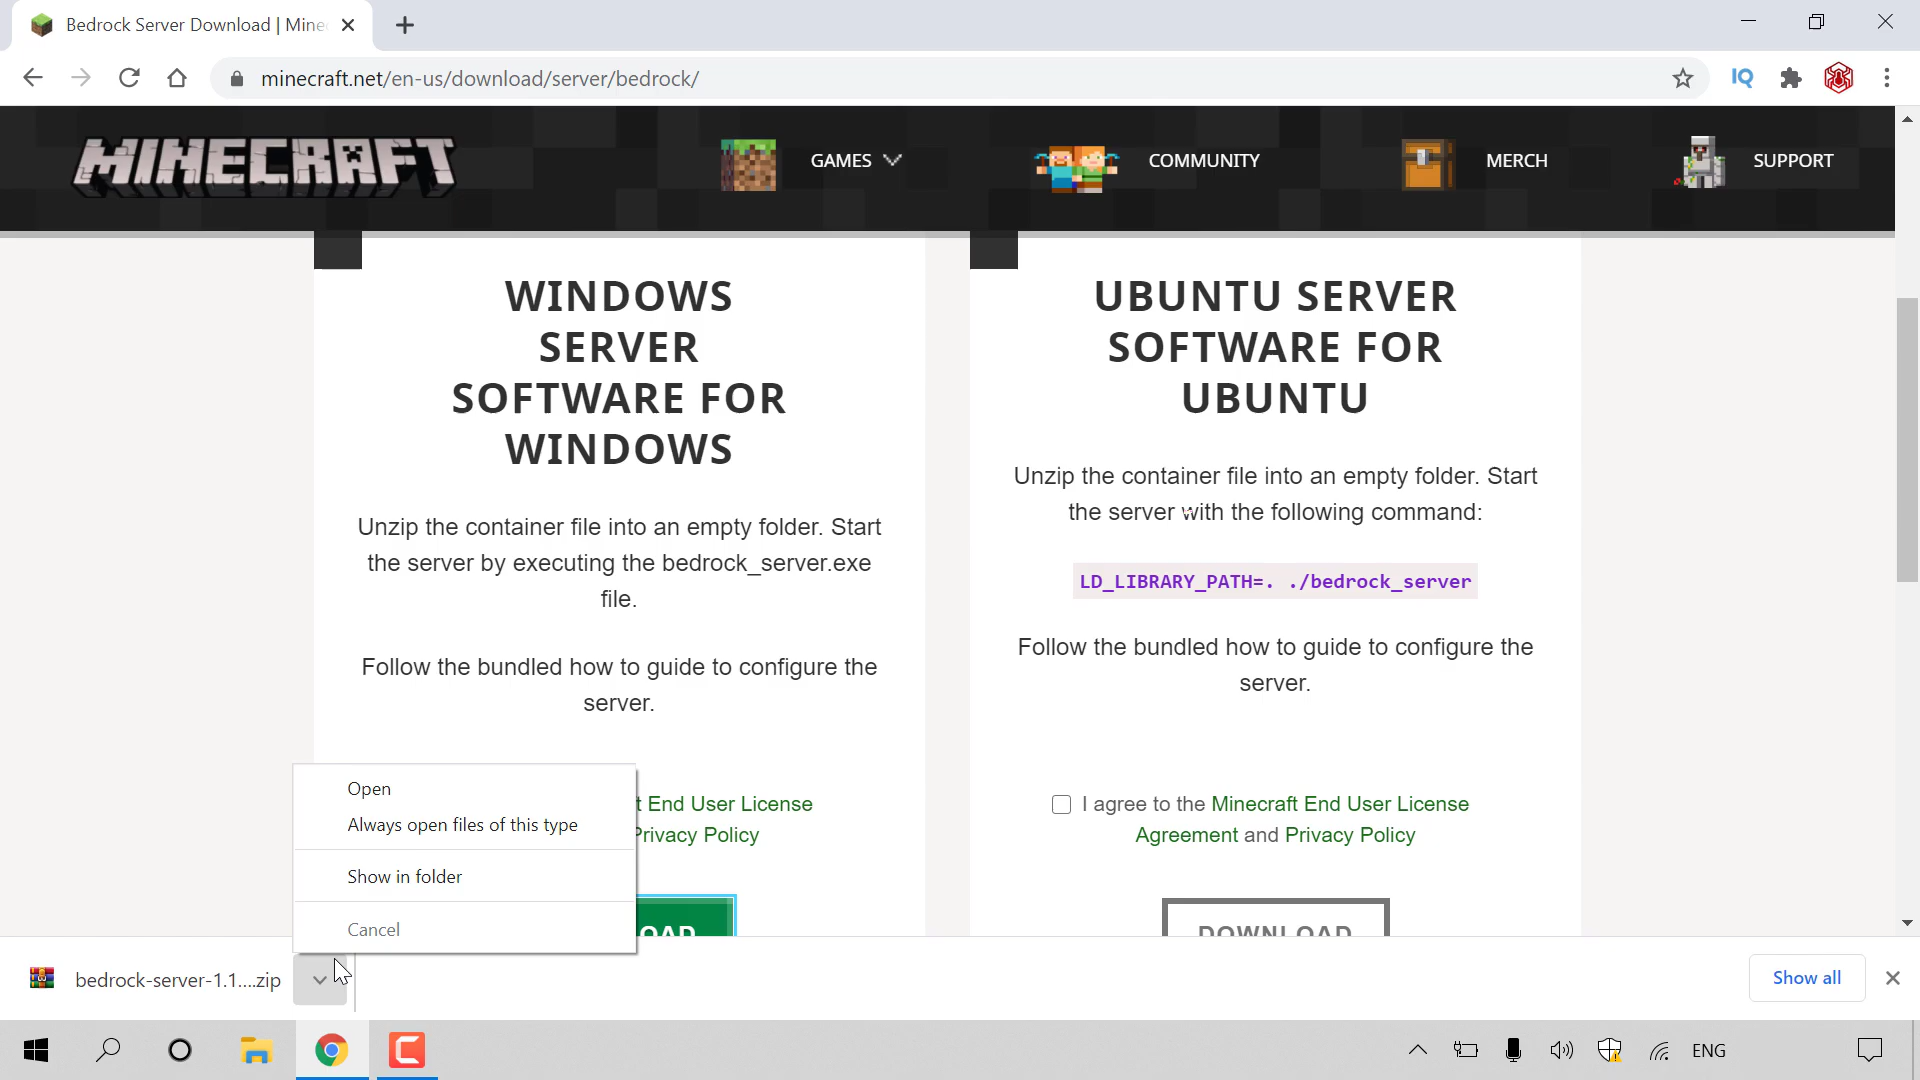 Bedrock Server Download | Mine
minecraft.net/en-us/download/server/bedrock/
IQ
MINECRAFT
GAMES
COMMUNITY
MERCH
SUPPORT
WINDOWS
SERVER
SOFTWARE FOR
WINDOWS
Unzip the container file into an empty folder. Start
the server by executing the bedrock_server.exe
file.
Follow the bundled how to guide to configure the
server.
t End User License
Privacy Policy
OAD
UBUNTU SERVER
SOFTWARE FOR
UBUNTU
Unzip the container file into an empty folder. Start
the server with the following command:
LD_LIBRARY_PATH=. ./bedrock_server
Follow the bundled how to guide to configure the
server.
I agree to the Minecraft End User License
Agreement and Privacy Policy
DOWNLOAD
Open
Always open files of this type
Show in folder
Cancel
bedrock-server-1.1....zip
Show all
ENG